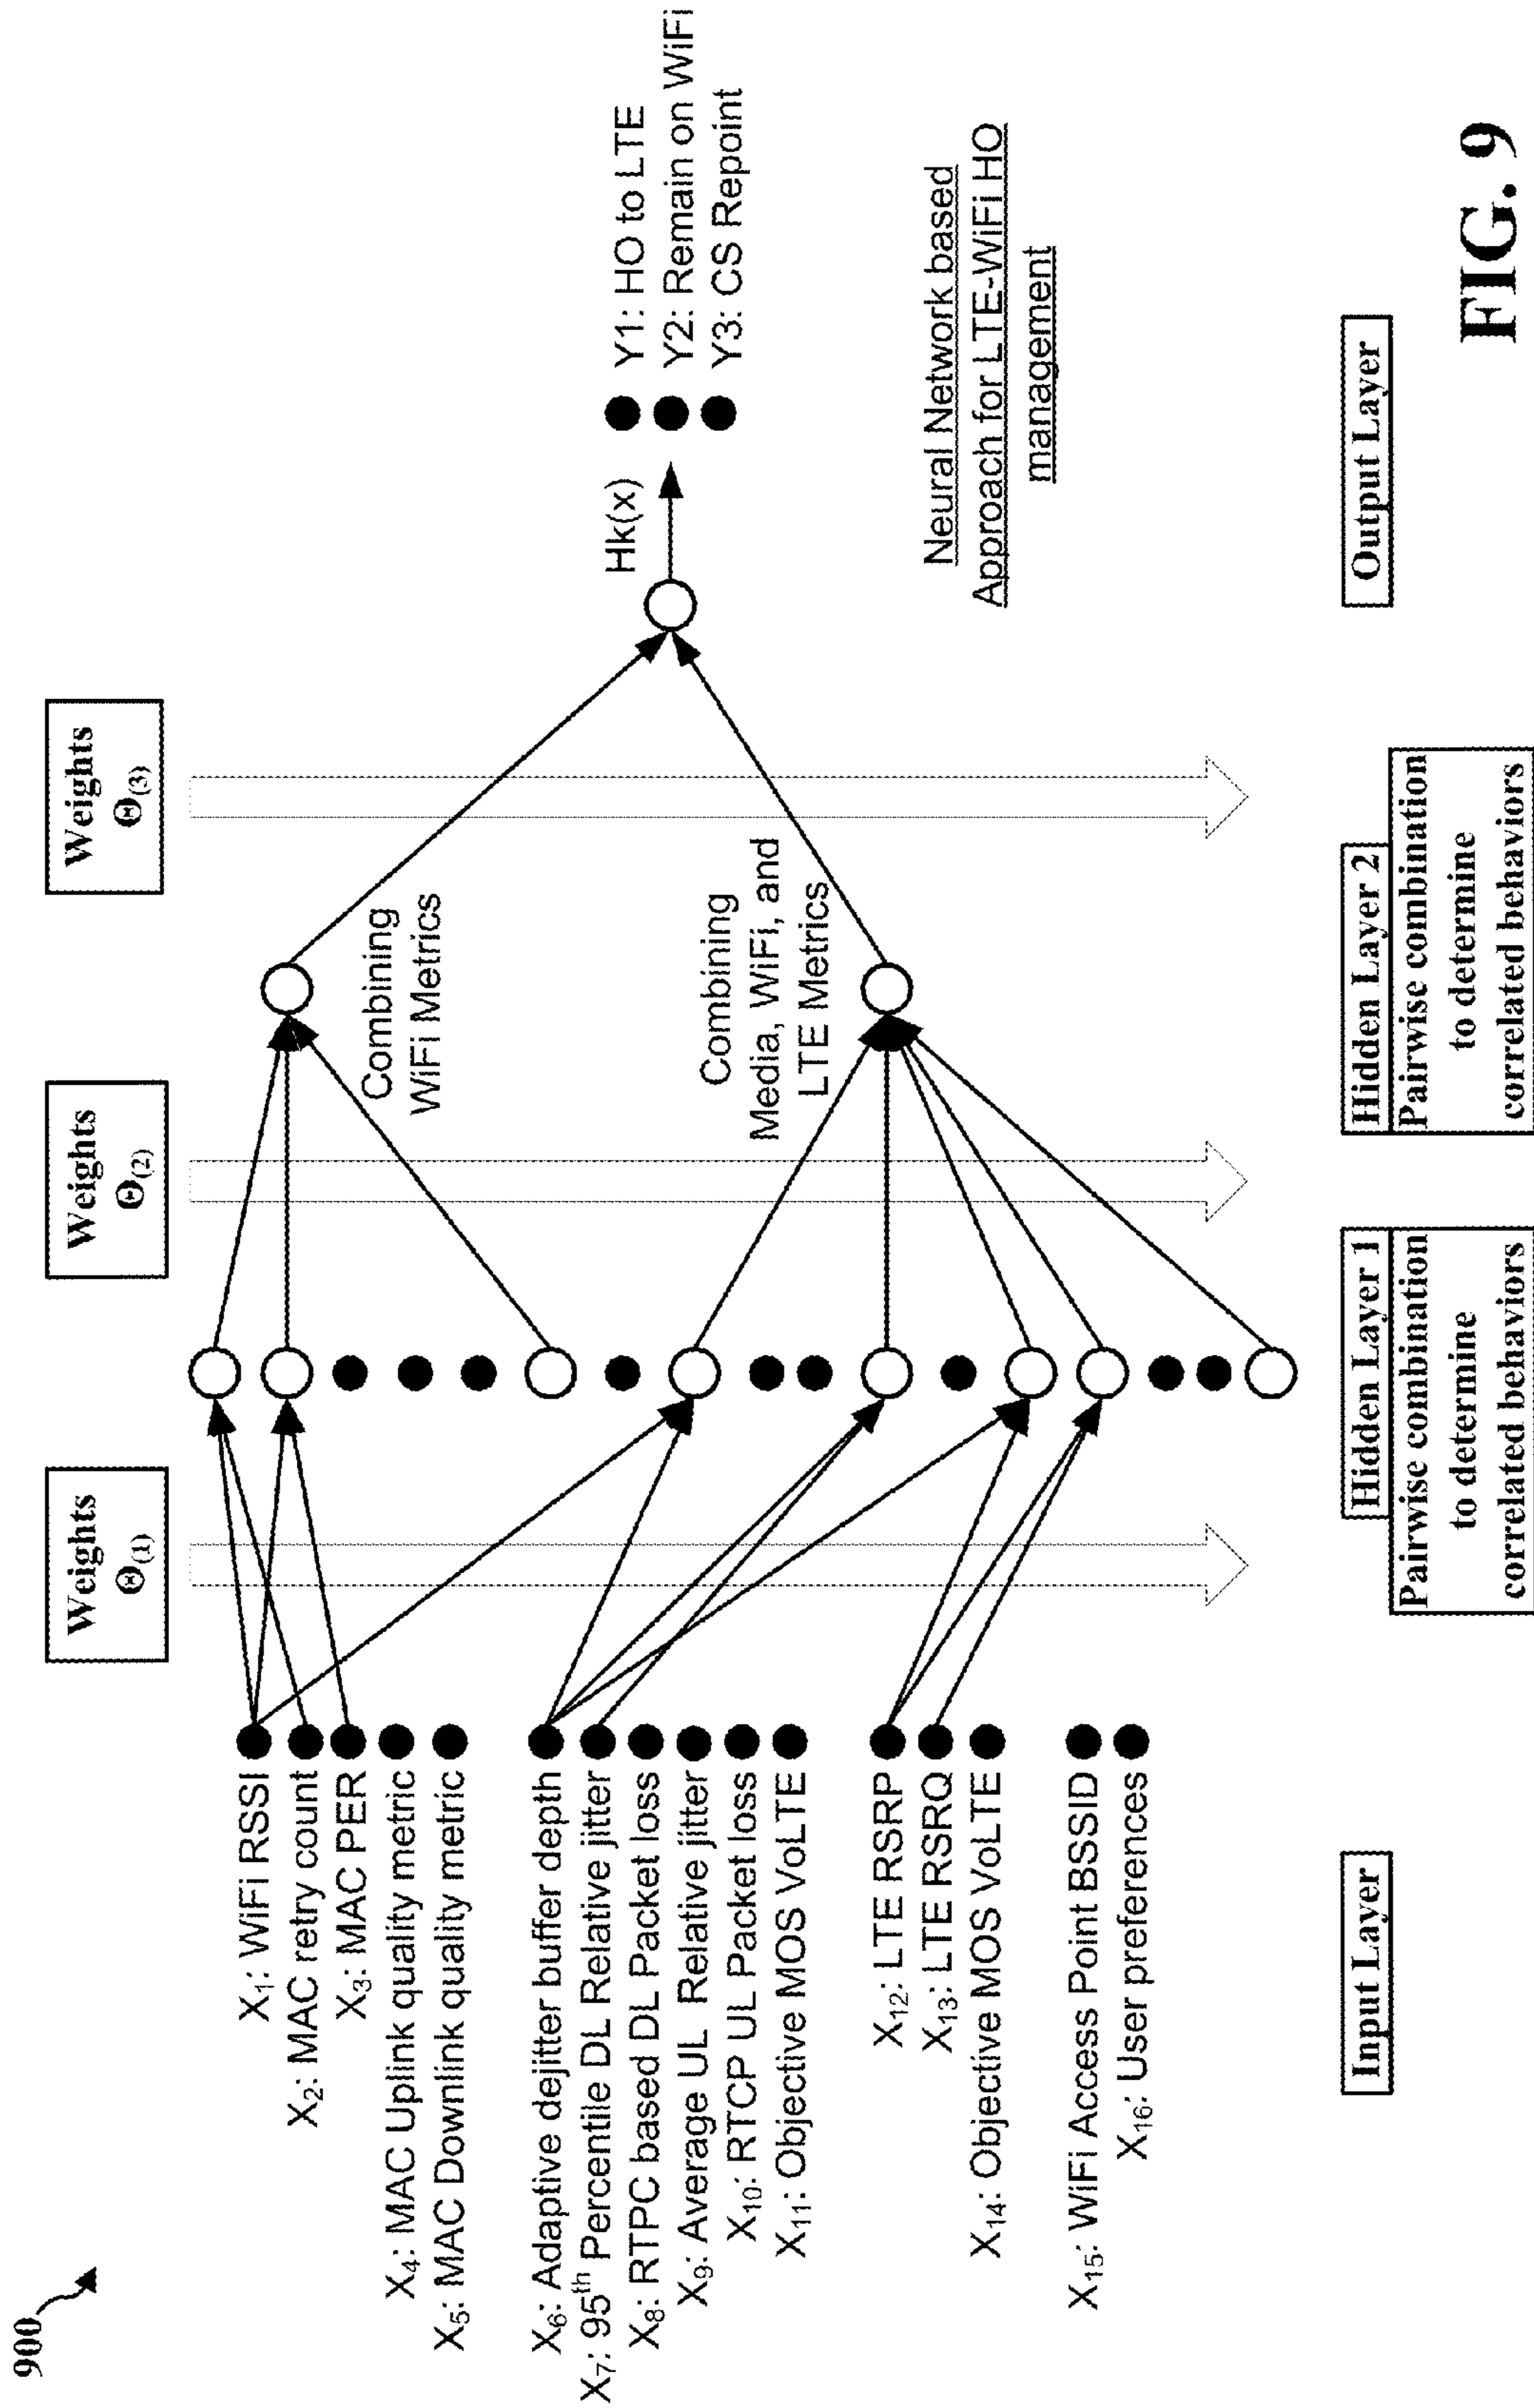 900
Weights
Θ(1)
Weights
Θ(2)
Weights
Θ(3)
X1: WiFi RSSI
X2: MAC retry count
X3: MAC PER
X4: MAC Uplink quality metric
X5: MAC Downlink quality metric
X6: Adaptive dejitter buffer depth
X7: 95th Percentile DL Relative jitter
X8: RTPC based DL Packet loss
X9: Average UL Relative jitter
X10: RTCP UL Packet loss
X11: Objective MOS VoLTE
X12: LTE RSRP
X13: LTE RSRQ
X14: Objective MOS VoLTE
X15: WiFi Access Point BSSID
X16: User preferences
Combining
WiFi Metrics
Combining
Media, WiFi, and
LTE Metrics
Hk(x)
Y1: HO to LTE
Y2: Remain on WiFi
Y3: CS Repoint
Neural Network based
Approach for LTE-WiFi HO
management
Input Layer
Hidden Layer 1
Pairwise combination
to determine
correlated behaviors
Hidden Layer 2
Pairwise combination
to determine
correlated behaviors
Output Layer
FIG. 9